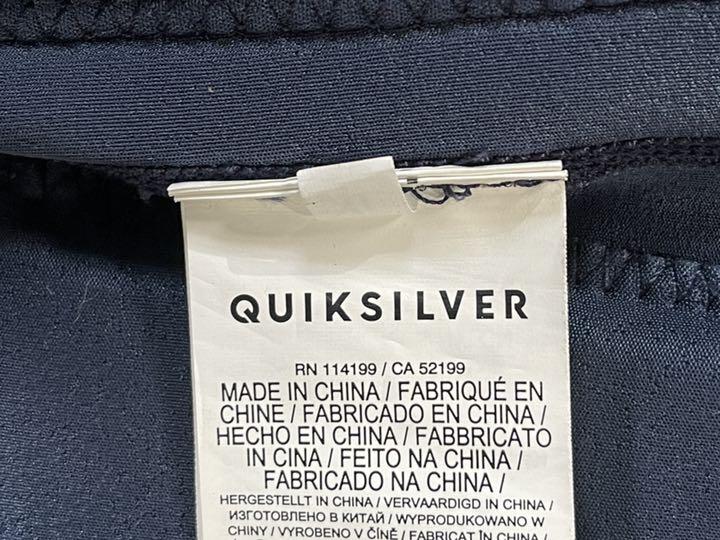 QUIKSILVER
RN 114199 / CA 52199
MADE IN CHINA / FABRIQUÉ EN
CHINE / FABRICADO EN CHINA /
HECHO EN CHINA / FABBRICATO
IN CINA / FEITO NA CHINA /
FABRICADO NA CHINA /
HERGESTELLT IN CHINA / VERVAARDIGD IN CHINA /
ИЗГОТОВЛЕНО В КИТАЙ / WYPRODUKOWANO W
CHINY / VYROBENO V ČÍNĚ / FABRICAT ÎN CHINA /